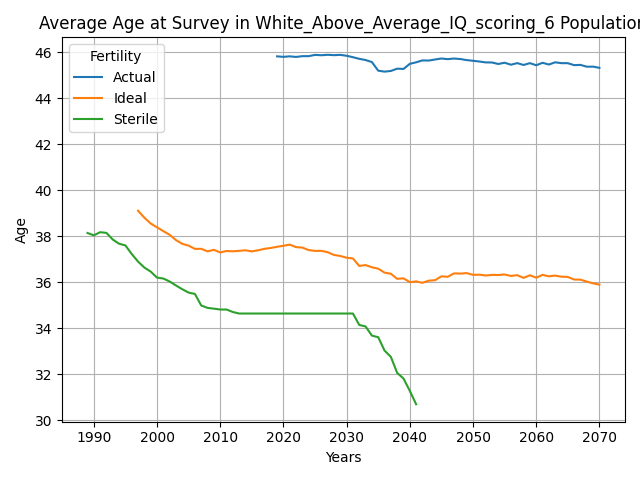 Average Age at Survey in White_Above_Average_IQ_scoring_6 Population
Fertility
Actual
Ideal
Sterile
46
44
42
40
38
36
34
32
30
Age
1990 2000 2010 2020 2030 2040 2050 2060 2070
Years